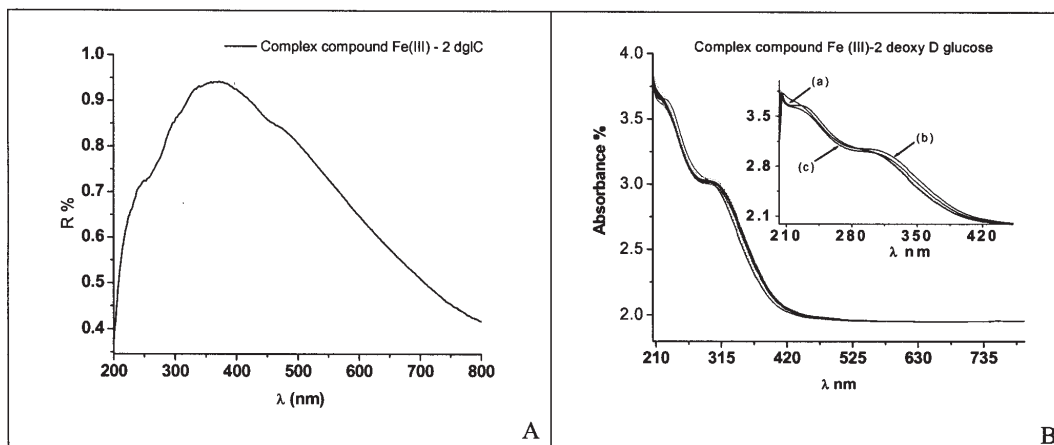 Complex compound Fe(III) - 2 dglC
1.0
0.9
0.8
0.7
0.6
0.5
0.4
R %
200 300 400 500 600 700 800
λ (nm)
A
Complex compound Fe (III)-2 deoxy D glucose
4.0
3.5
3.0
2.5
2.0
Absorbance %
210 315 420 525 630 735
λ nm
3.5
2.8
2.1
(a)
(b)
(c)
210 280 350 420
λ nm
B